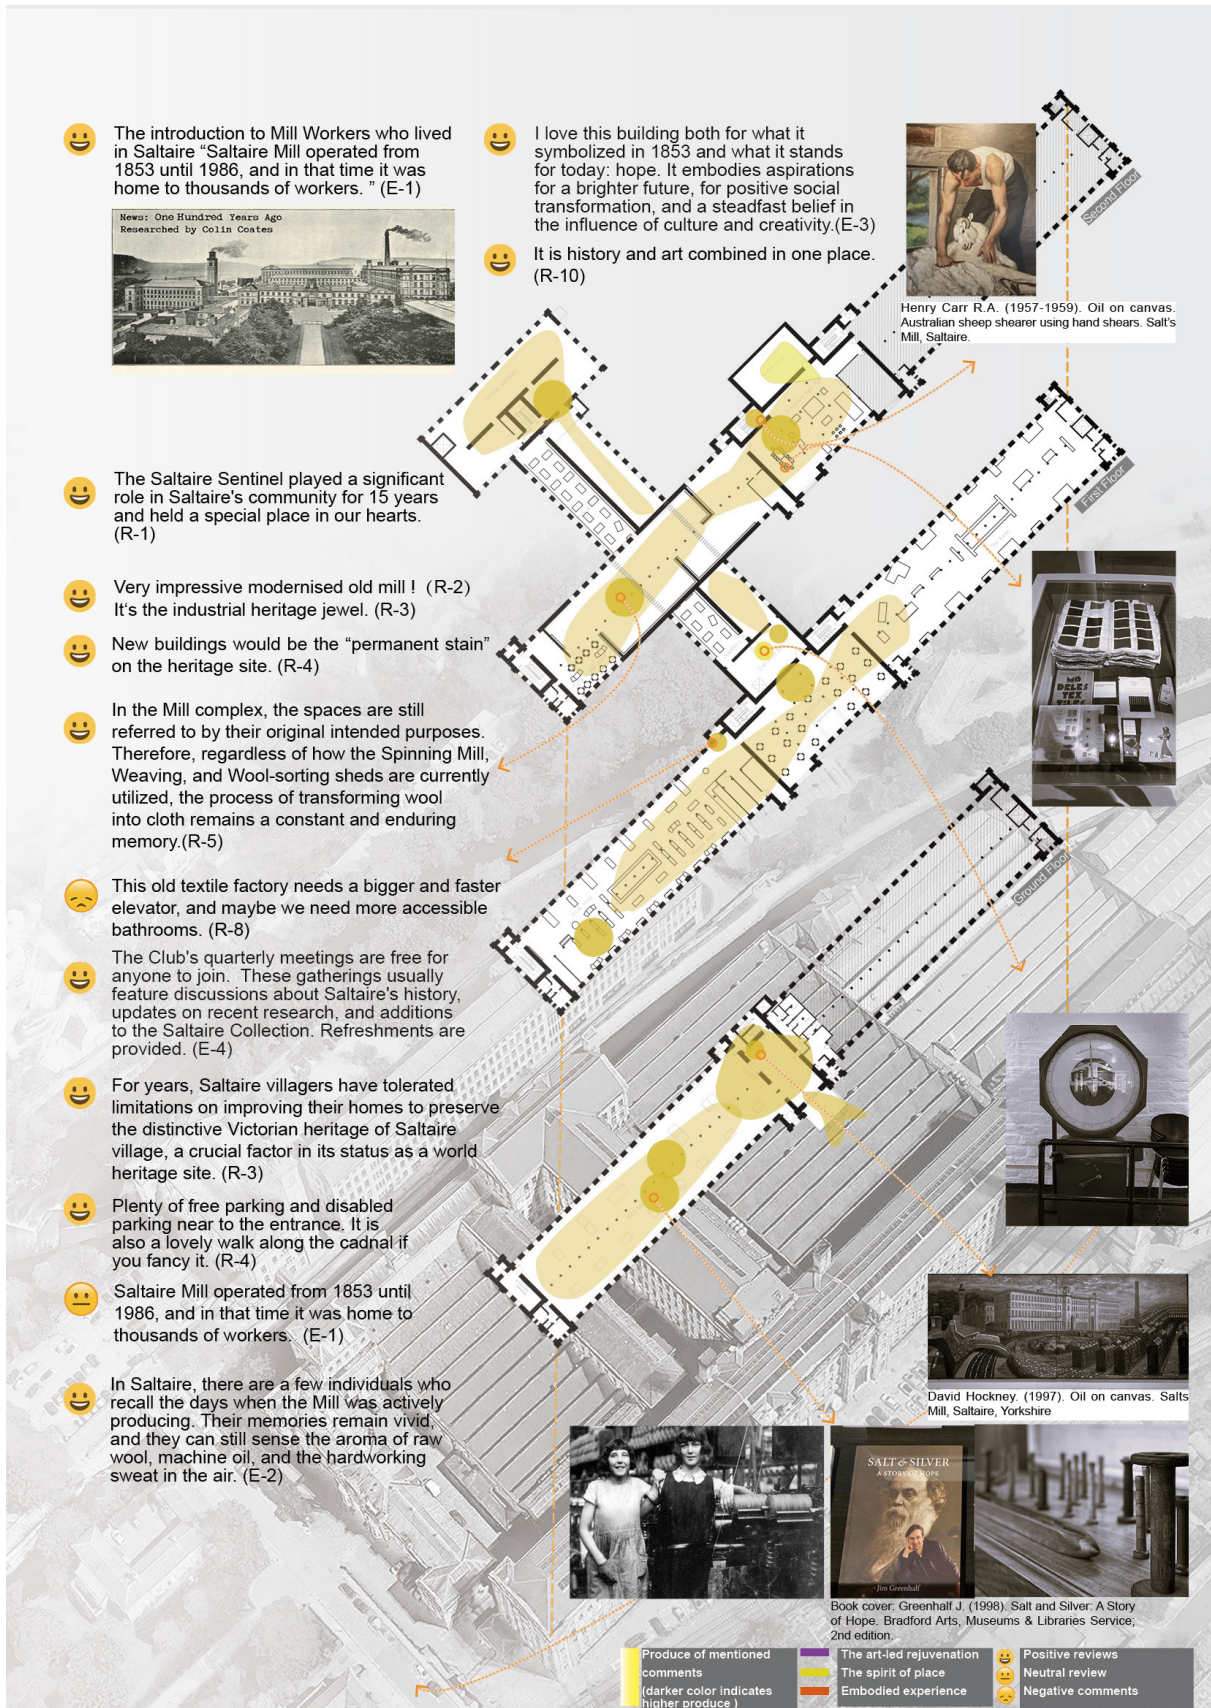 The introduction to Mill Workers who lived
in Saltaire “Saltaire Mill operated from
1853 until 1986, and in that time it was
home to thousands of workers. ” (E-1)
News: One Hundred Years Ago
Researched by Colin Coates
I love this building both for what it
symbolized in 1853 and what it stands
for today: hope. It embodies aspirations
for a brighter future, for positive social
transformation, and a steadfast belief in
the influence of culture and creativity.(E-3)
It is history and art combined in one place.
(R-10)
Second Floor
Henry Carr R.A. (1957-1959). Oil on canvas.
Australian sheep shearer using hand shears. Salt's
Mill, Saltaire.
The Saltaire Sentinel played a significant
role in Saltaire's community for 15 years
and held a special place in our hearts.
(R-1)
First Floor
Very impressive modernised old mill ! (R-2)
It‘s the industrial heritage jewel. (R-3)
New buildings would be the “permanent stain”
on the heritage site. (R-4)
MO
DELES
TEX
In the Mill complex, the spaces are still
referred to by their original intended purposes.
Therefore, regardless of how the Spinning Mill,
Weaving, and Wool-sorting sheds are currently
utilized, the process of transforming wool
into cloth remains a constant and enduring
memory.(R-5)
Ground Floor
This old textile factory needs a bigger and faster
elevator, and maybe we need more accessible
bathrooms. (R-8)
The Club's quarterly meetings are free for
anyone to join. These gatherings usually
feature discussions about Saltaire's history,
updates on recent research, and additions
to the Saltaire Collection. Refreshments are
provided. (E-4)
For years, Saltaire villagers have tolerated
limitations on improving their homes to preserve
the distinctive Victorian heritage of Saltaire
village, a crucial factor in its status as a world
heritage site. (R-3)
Plenty of free parking and disabled
parking near to the entrance. It is
also a lovely walk along the cadnal if
you fancy it. (R-4)
Saltaire Mill operated from 1853 until
1986, and in that time it was home to
thousands of workers. (E-1)
In Saltaire, there are a few individuals who
recall the days when the Mill was actively
producing. Their memories remain vivid,
and they can still sense the aroma of raw
wool, machine oil, and the hardworking
sweat in the air. (E-2)
David Hockney. (1997). Oil on canvas. Salts
Mill, Saltaire, Yorkshire
SALT & SILVER
A STORY OF HOPE
Jim Greenhalf
Book cover: Greenhalf J. (1998). Salt and Silver: A Story
of Hope. Bradford Arts, Museums & Libraries Service;
2nd edition.
Produce of mentioned
comments
(darker color indicates
higher produce )
The art-led rejuvenation
The spirit of place
Embodied experience
Positive reviews
Neutral review
Negative comments